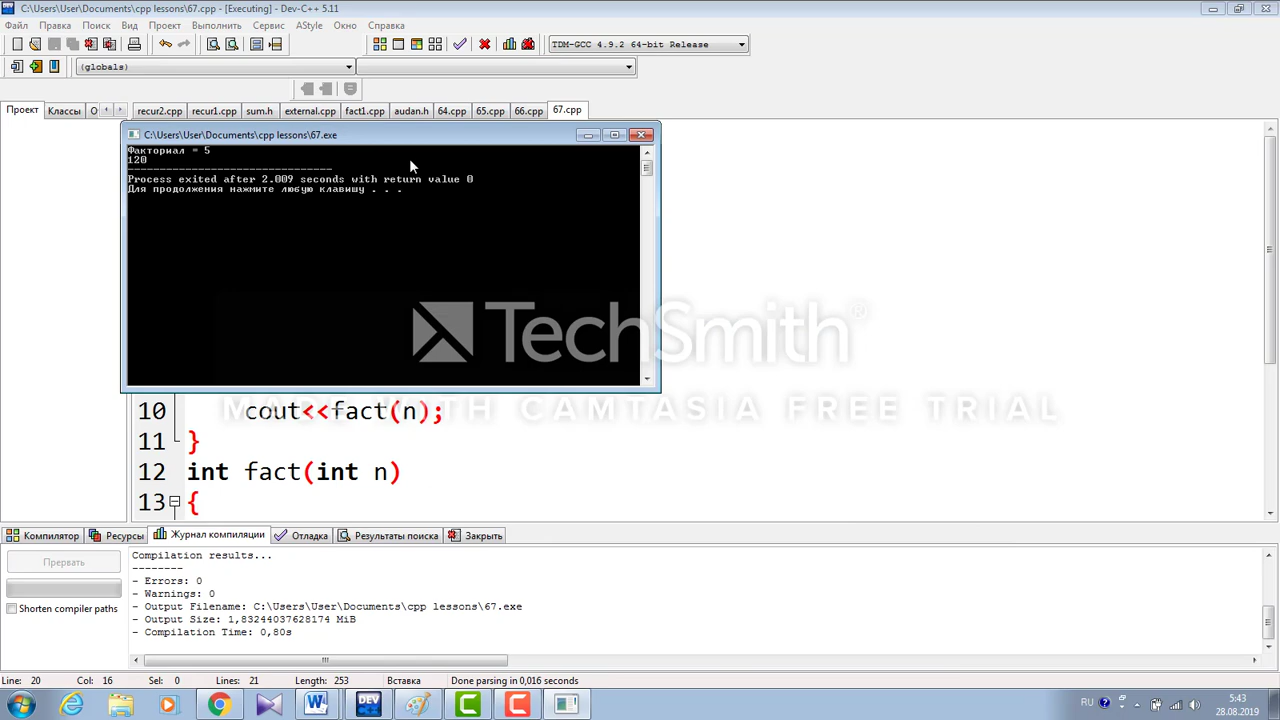 C:\Users\User\Documents\cpp lessons\67.cpp - [Executing] - Dev-C++ 5.11
Файл Правка Поиск Вид Проект Выполнить Сервис AStyle Окно Справка
TDM-GCC 4.9.2 64-bit Release
(globals)
Проект Классы О recur2.cpp recur1.cpp sum.h external.cpp fact1.cpp audan.h 64.cpp 65.cpp 66.cpp 67.cpp
C:\Users\User\Documents\cpp lessons\67.exe
Факториал = 5
120
--------------------------------
Process exited after 2.009 seconds with return value 0
Для продолжения нажмите любую клавишу . . .
TechSmith®
MADE WITH CAMTASIA FREE TRIAL
10 cout<<fact(n);
11 }
12 int fact(int n)
13 {
Компилятор Ресурсы Журнал компиляции Отладка Результаты поиска Закрыть
Прервать
Shorten compiler paths
Compilation results...
--------
- Errors: 0
- Warnings: 0
- Output Filename: C:\Users\User\Documents\cpp lessons\67.exe
- Output Size: 1,83244037628174 MiB
- Compilation Time: 0,80s
Line: 20 Col: 16 Sel: 0 Lines: 21 Length: 253 Вставка Done parsing in 0,016 seconds
RU 5:43
28.08.2019